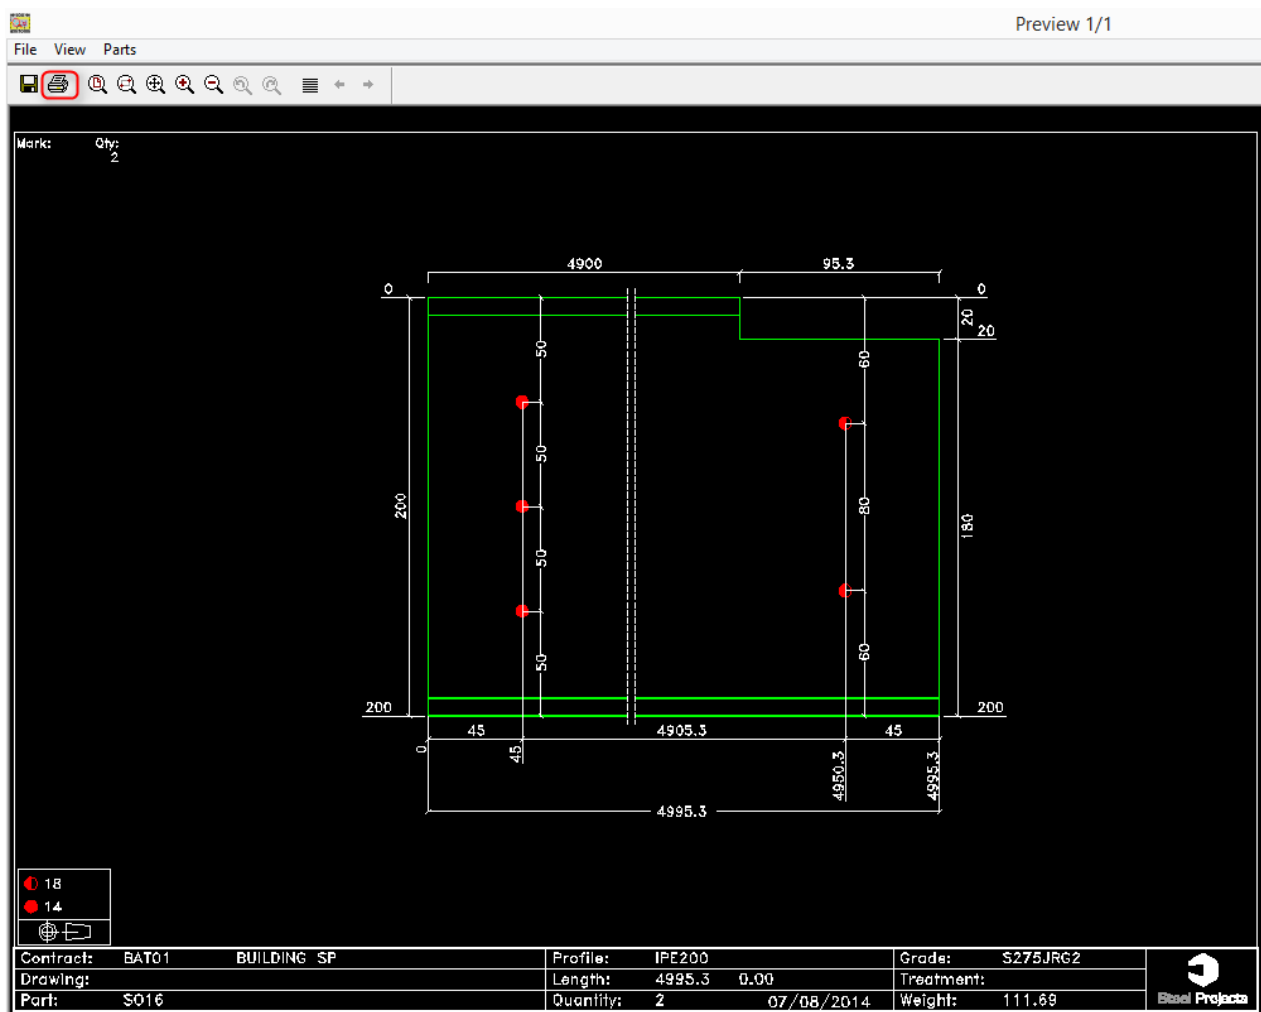 Preview 1/1
File View Parts
Mark: Qty:
2
4900 95.3
0 0
20
20
50 60
50
200 80 180
50
50 60
200 200
45 4905.3 45
0 45 4950.3 4995.3
4995.3
18
14
Contract: BAT01 BUILDING SP Profile: IPE200 Grade: S275JRG2
Drawing: Length: 4995.3 0.00 Treatment:
Part: SO16 Quantity: 2 07/08/2014 Weight: 111.69
Steel Projects